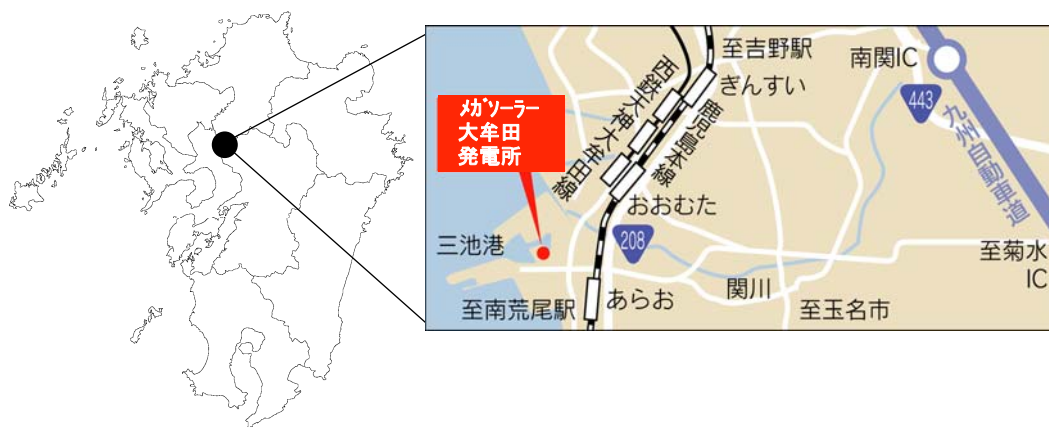 メガソーラー
大牟田
発電所
至吉野駅
ぎんすい
南関IC
443
九州自動車道
西鉄天神大牟田線
鹿児島本線
おおむた
208
三池港
至菊水
IC
関川
あらお
至南荒尾駅
至玉名市